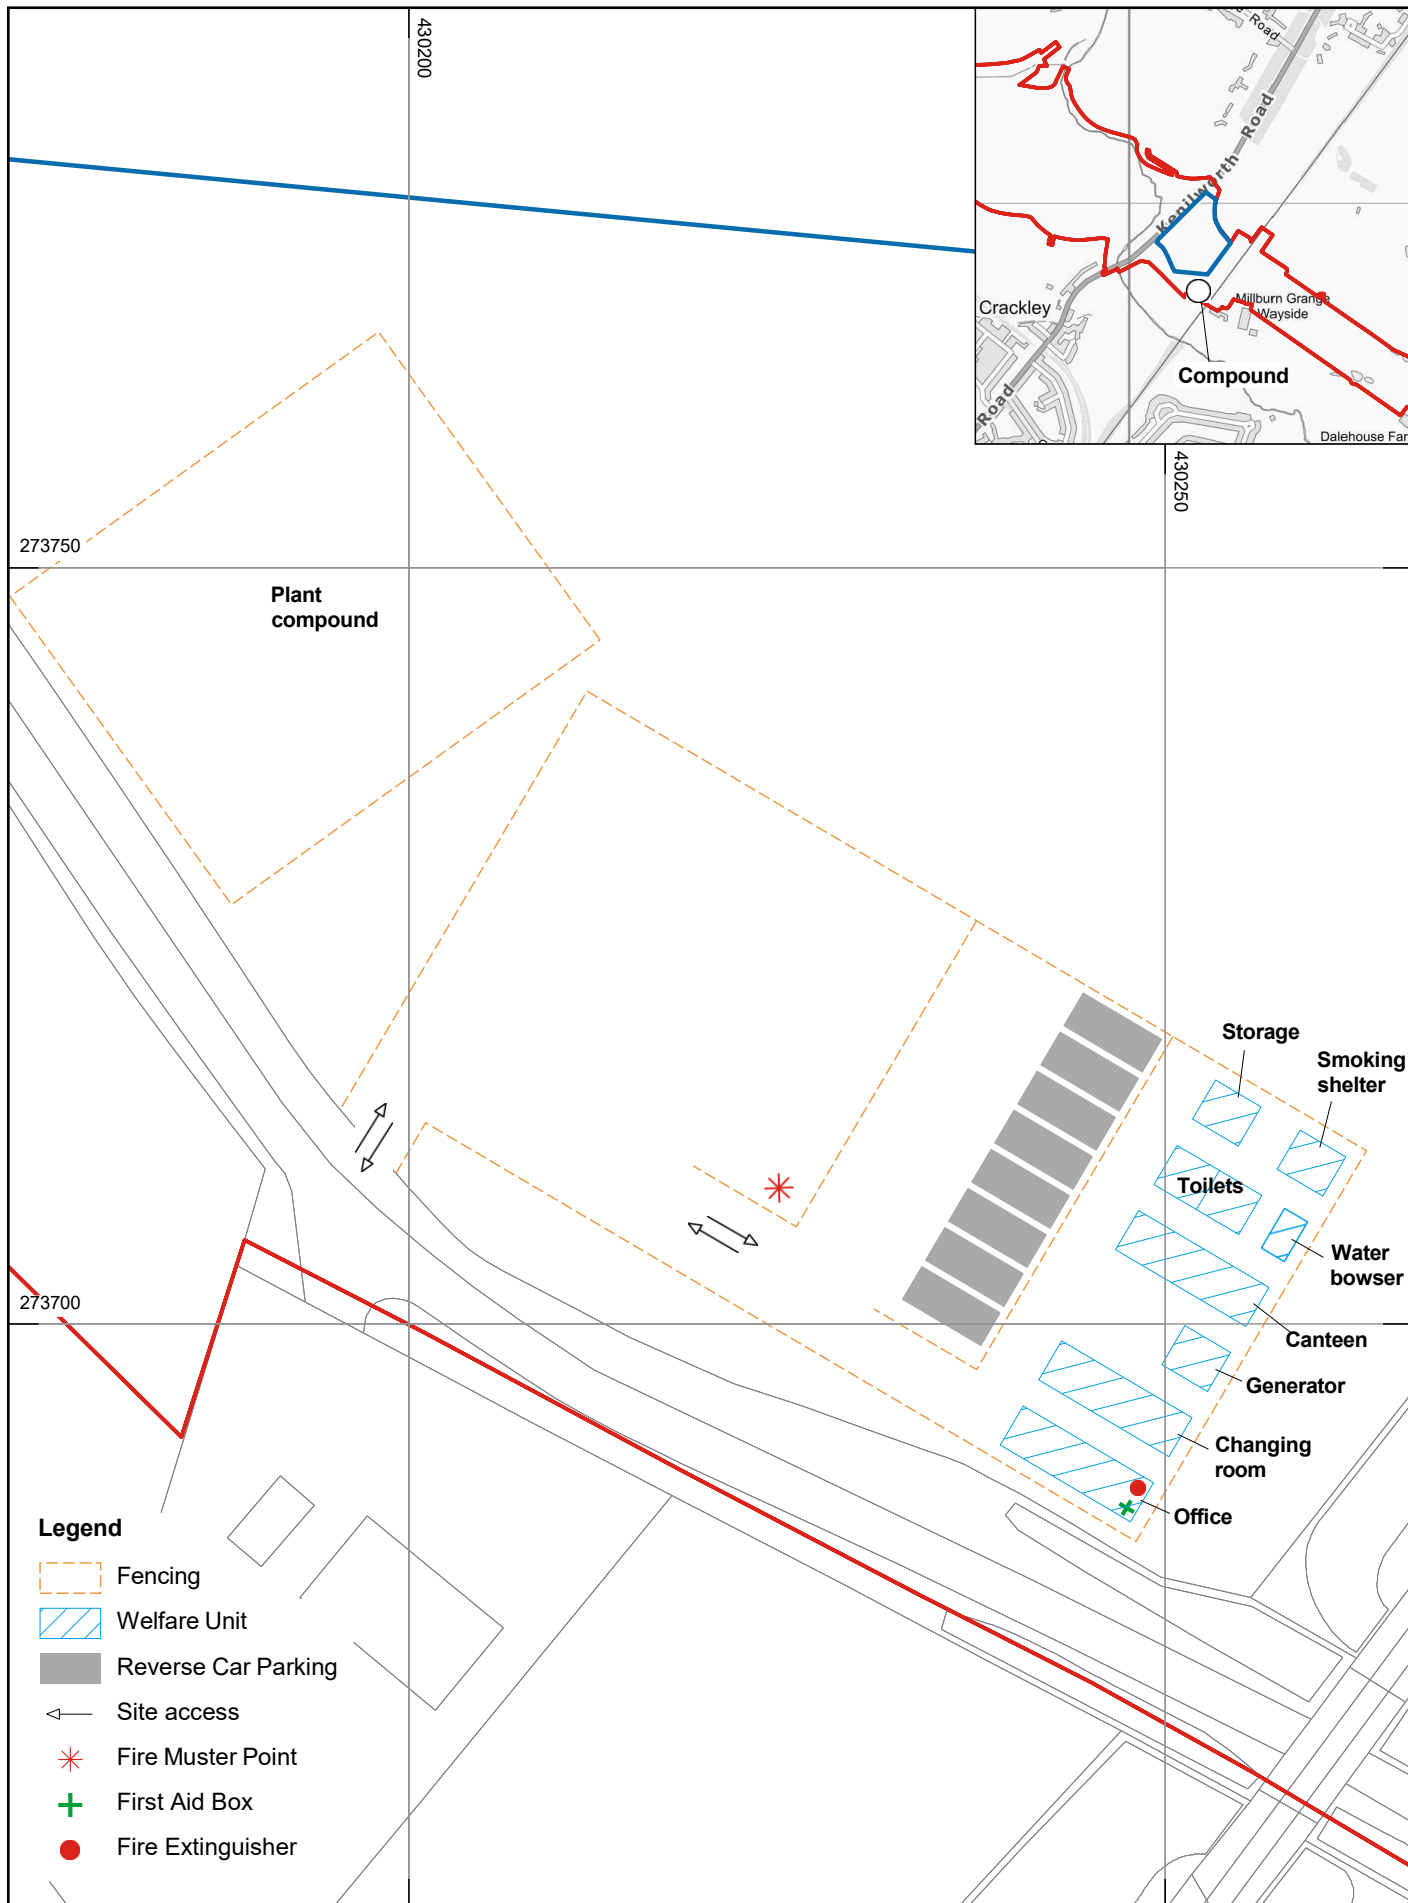 430200
Road
Kenilworth Road
Crackley
Millburn Grange
Wayside
Compound
Road
Dalehouse Far
430250
273750
Plant
compound
Storage
Smoking
shelter
Toilets
Water
bowser
273700
Canteen
Generator
Changing
room
Office
Legend
Fencing
Welfare Unit
Reverse Car Parking
Site access
Fire Muster Point
First Aid Box
Fire Extinguisher